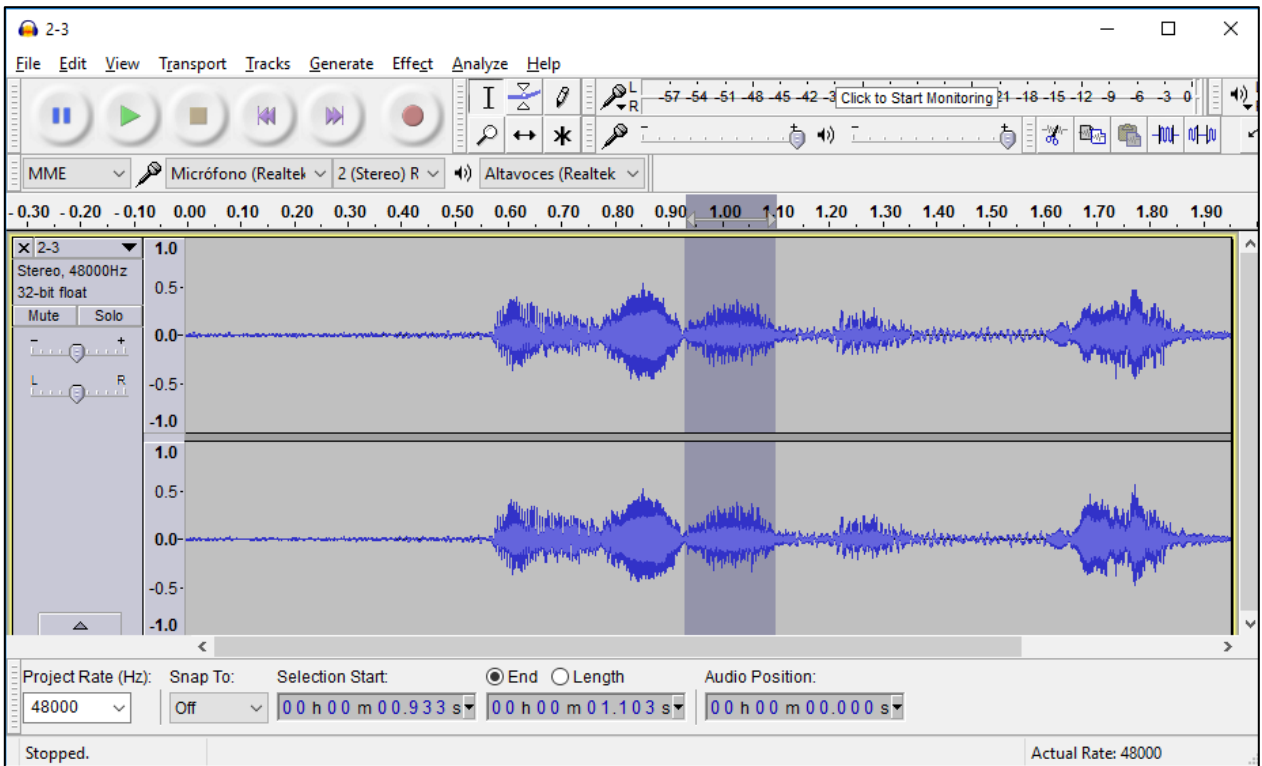 2-3
File Edit View Transport Tracks Generate Effect Analyze Help
L
R
-57 -54 -51 -48 -45 -42 -3 Click to Start Monitoring 21 -18 -15 -12 -9 -6 -3 0
MME Micrófono (Realtek 2 (Stereo) R Altavoces (Realtek
-0.30 -0.20 -0.10 0.00 0.10 0.20 0.30 0.40 0.50 0.60 0.70 0.80 0.90 1.00 1.10 1.20 1.30 1.40 1.50 1.60 1.70 1.80 1.90
X 2-3
Stereo, 48000Hz
32-bit float
Mute Solo
- +
L R
1.0
0.5
0.0
-0.5
-1.0
1.0
0.5
0.0
-0.5
-1.0
Project Rate (Hz): Snap To: Selection Start: End Length Audio Position:
48000 Off 00 h 00 m 00.933 s 00 h 00 m 01.103 s 00 h 00 m 00.000 s
Stopped. Actual Rate: 48000